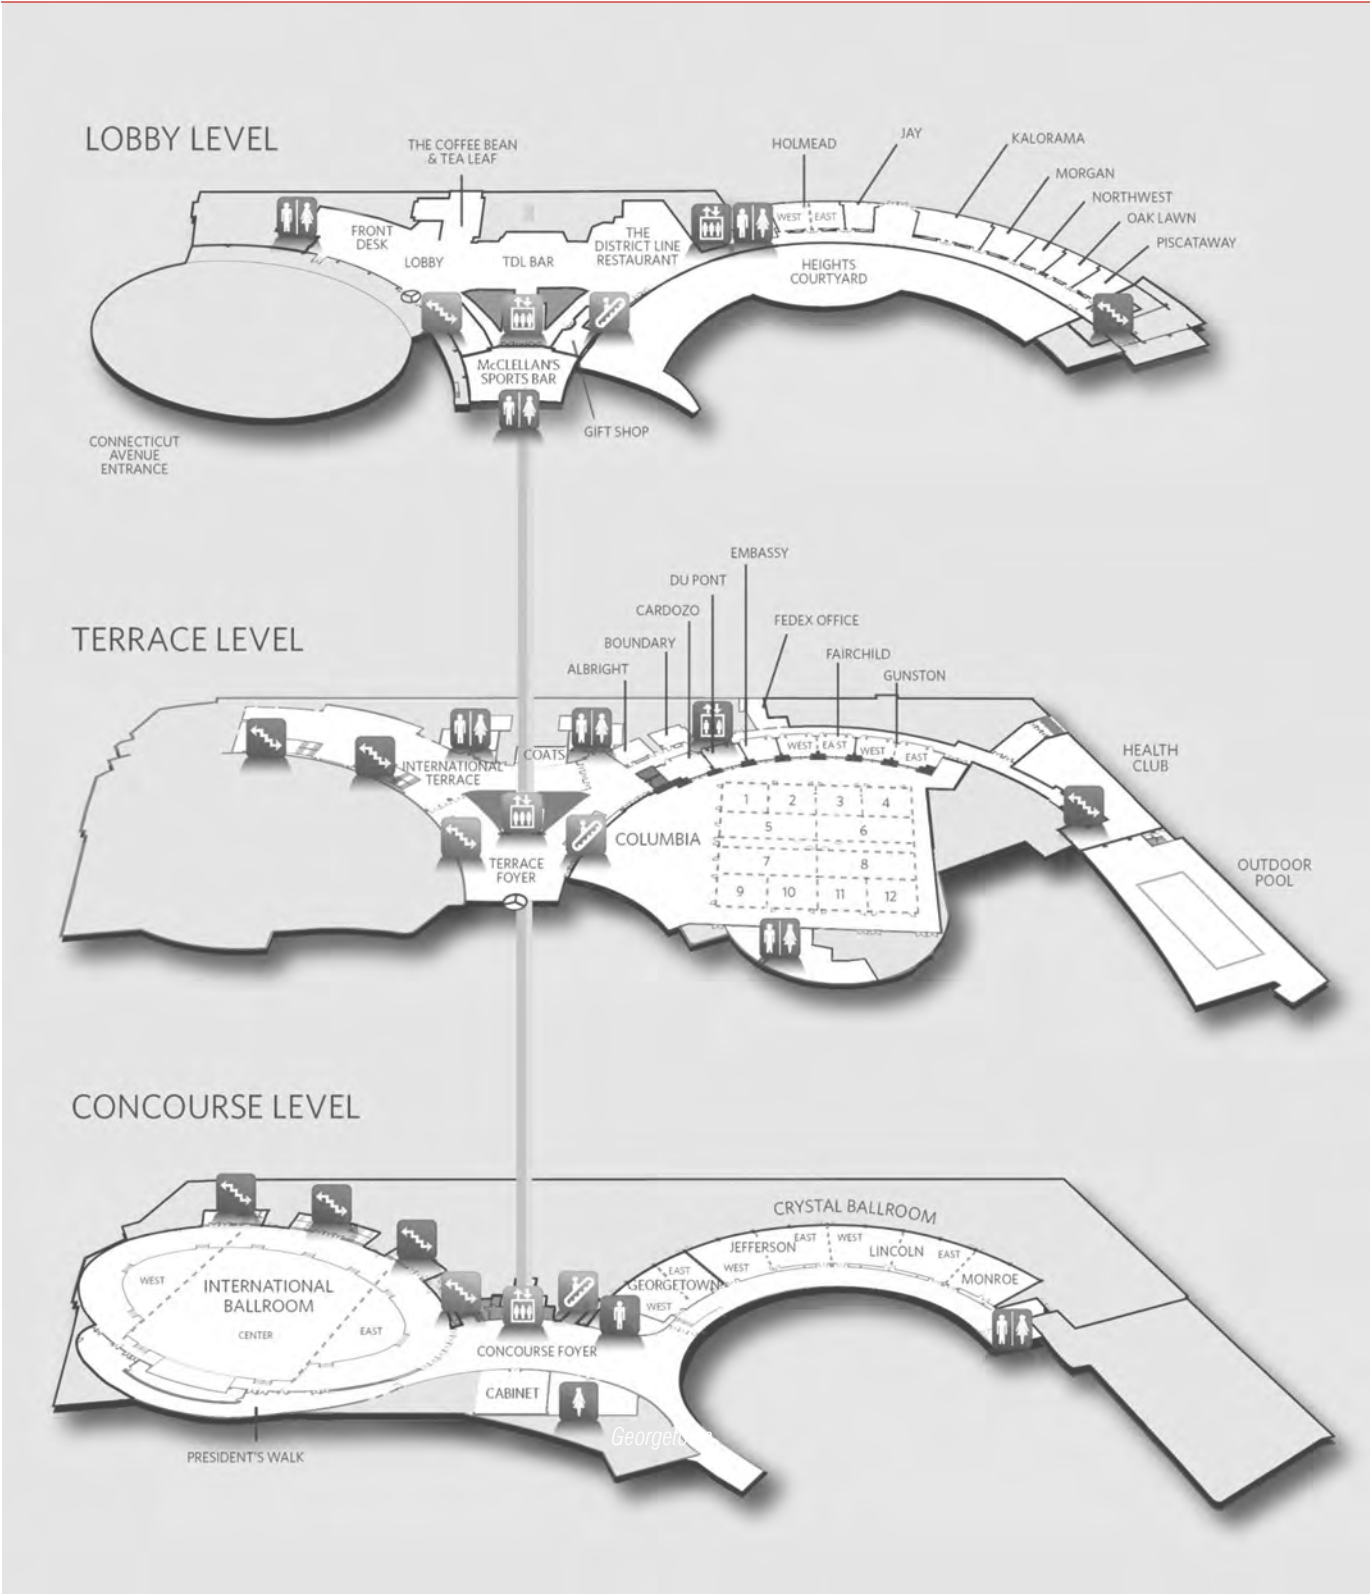 LOBBY LEVEL
THE COFFEE BEAN
& TEA LEAF
HOLMEAD
JAY
KALORAMA
MORGAN
NORTHWEST
OAK LAWN
PISCATAWAY
WEST
EAST
FRONT
DESK
LOBBY
TDL BAR
THE
DISTRICT LINE
RESTAURANT
HEIGHTS
COURTYARD
McCLELLAN'S
SPORTS BAR
GIFT SHOP
CONNECTICUT
AVENUE
ENTRANCE
TERRACE LEVEL
EMBASSY
DU PONT
CARDOZO
BOUNDARY
ALBRIGHT
FEDEX OFFICE
FAIRCHILD
GUNSTON
COATS
INTERNATIONAL
TERRACE
WEST
EAST
WEST
EAST
HEALTH
CLUB
COLUMBIA
1
2
3
4
5
6
7
8
9
10
11
12
TERRACE
FOYER
OUTDOOR
POOL
CONCOURSE LEVEL
CRYSTAL BALLROOM
JEFFERSON
EAST
WEST
WEST
LINCOLN
EAST
MONROE
EAST
GEORGETOWN
WEST
WEST
INTERNATIONAL
BALLROOM
CENTER
EAST
CONCOURSE FOYER
CABINET
PRESIDENT'S WALK